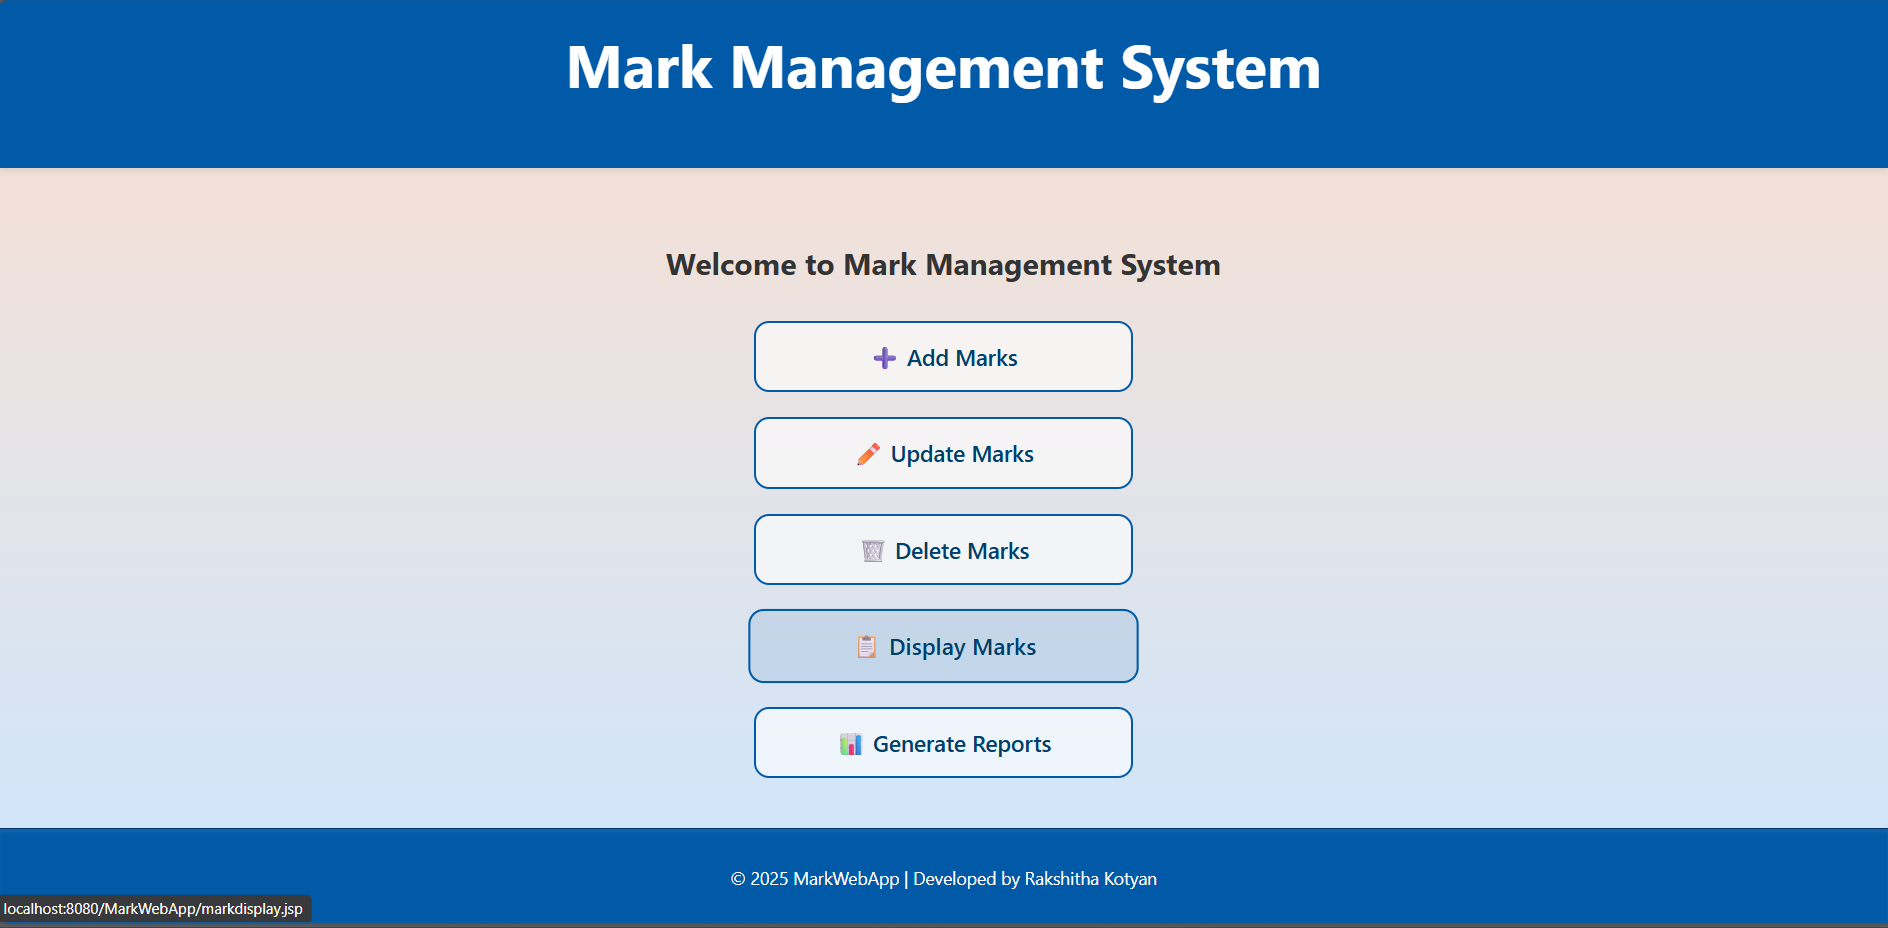 Mark Management System
Welcome to Mark Management System
Add Marks
Update Marks
Delete Marks
Display Marks
Generate Reports
© 2025 MarkWebApp | Developed by Rakshitha Kotyan
localhost:8080/MarkWebApp/markdisplay.jsp